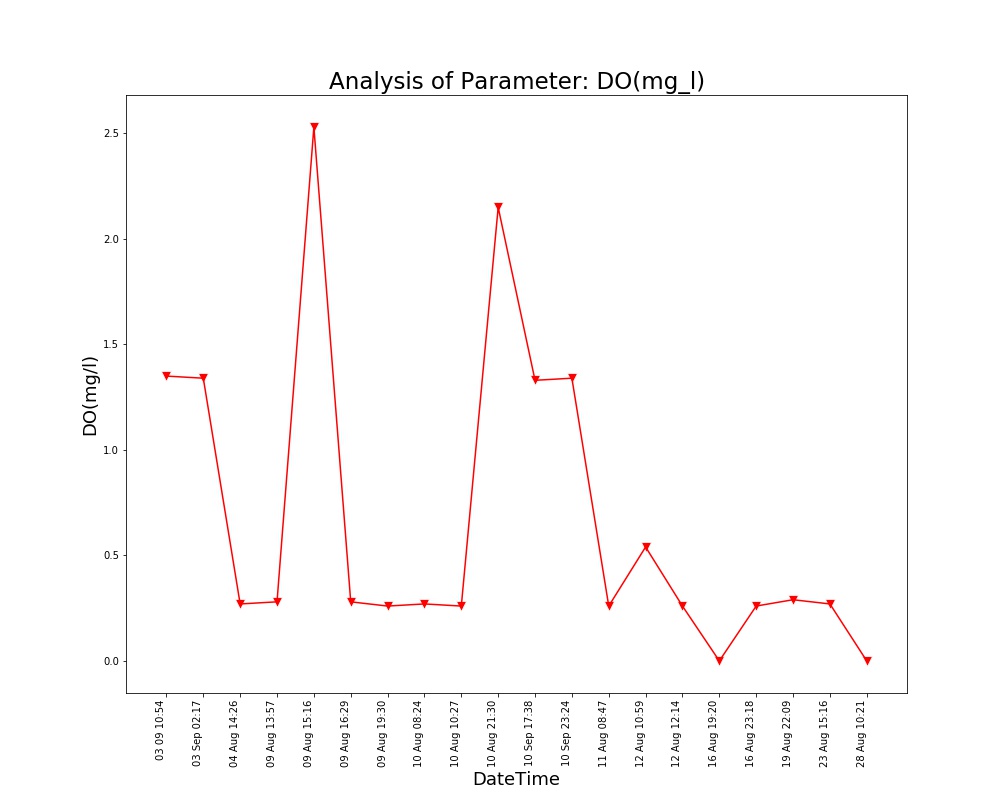 Analysis of Parameter: DO(mg_l)
DO(mg/l)
2.5
2.0
1.5
1.0
0.5
0.0
03 09 10:54
03 Sep 02:17
04 Aug 14:26
09 Aug 13:57
09 Aug 15:16
09 Aug 16:29
09 Aug 19:30
10 Aug 08:24
10 Aug 10:27
10 Aug 21:30
10 Sep 17:38
10 Sep 23:24
11 Aug 08:47
12 Aug 10:59
12 Aug 12:14
16 Aug 19:20
16 Aug 23:18
19 Aug 22:09
23 Aug 15:16
28 Aug 10:21
DateTime